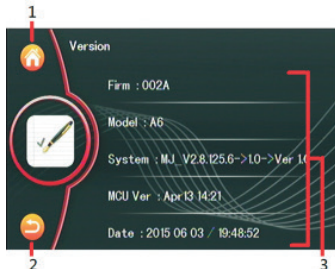 1
Version
Firm : 002A
Model : A6
System : MJ_V2.8.125.6->1.0->Ver 1.0
MCU Ver : Apr13 14:21
Date : 2015 06 03 / 19:48:52
2
3